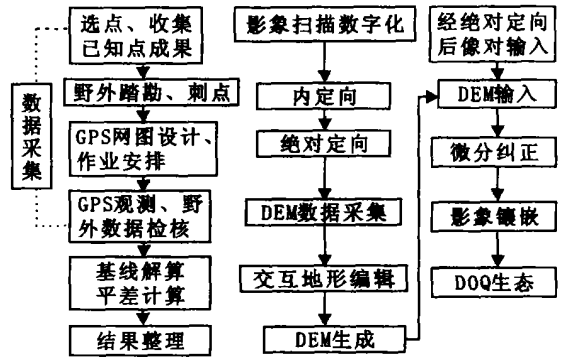 数据采集
选点、收集
已知点成果
野外踏勘、刺点
GPS网图设计、
作业安排
GPS观测、野
外数据检核
基线解算
平差计算
结果整理
影象扫描数字化
内定向
绝对定向
DEM数据采集
交互地形编辑
DEM生成
经绝对定向
后像对输入
DEM输入
微分纠正
影象镶嵌
DOQ生态